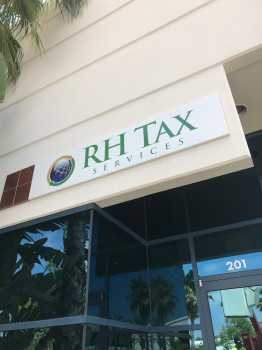 RH TAX
SERVICES
201